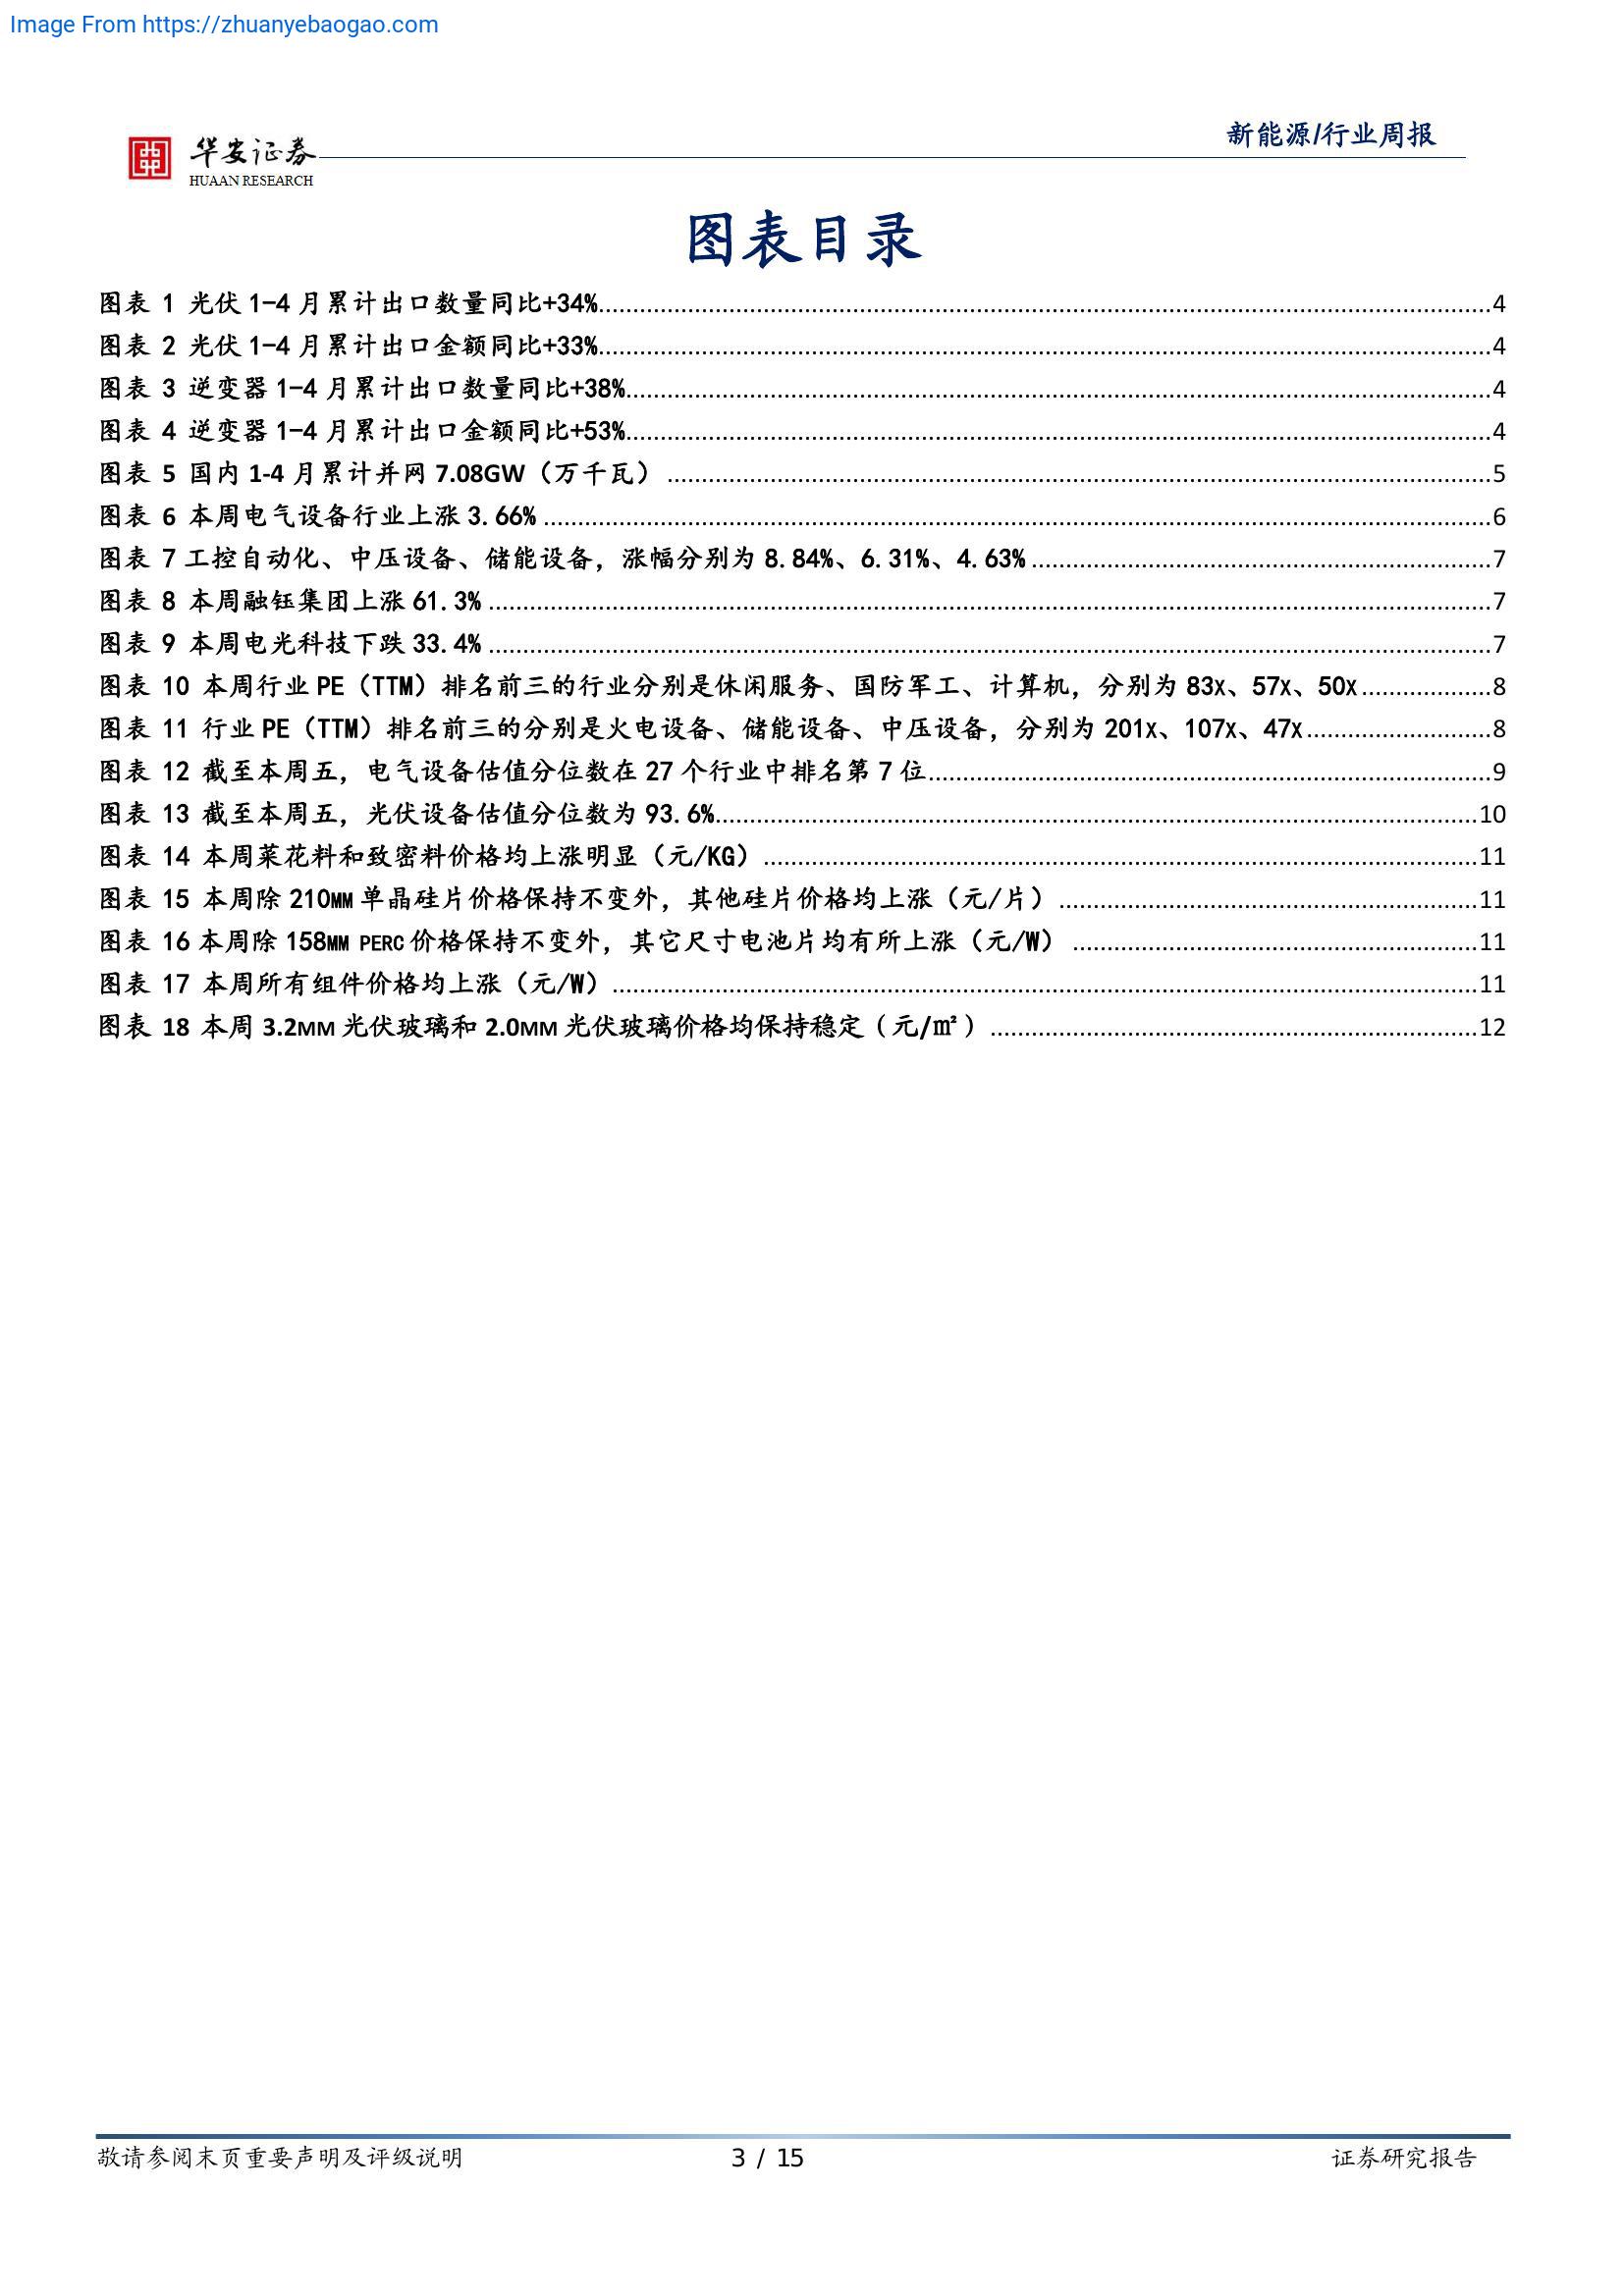 Image From https://zhuanyebaogao.com
华安证券
HUAAN RESEARCH
新能源/行业周报
图表目录
图表 1 光伏 1-4 月累计出口数量同比+34%........4
图表 2 光伏 1-4 月累计出口金额同比+33%........4
图表 3 逆变器 1-4 月累计出口数量同比+38%........4
图表 4 逆变器 1-4 月累计出口金额同比+53%........4
图表 5 国内 1-4 月累计并网 7.08GW（万千瓦）........5
图表 6 本周电气设备行业上涨 3.66%........6
图表 7 工控自动化、中压设备、储能设备，涨幅分别为 8.84%、6.31%、4.63%........7
图表 8 本周融钰集团上涨 61.3%........7
图表 9 本周电光科技下跌 33.4%........7
图表 10 本周行业 PE（TTM）排名前三的行业分别是休闲服务、国防军工、计算机，分别为 83X、57X、50X........8
图表 11 行业 PE（TTM）排名前三的分别是火电设备、储能设备、中压设备，分别为 201X、107X、47X........8
图表 12 截至本周五，电气设备估值分位数在 27 个行业中排名第 7 位........9
图表 13 截至本周五，光伏设备估值分位数为 93.6%........10
图表 14 本周菜花料和致密料价格均上涨明显（元/KG）........11
图表 15 本周除 210MM 单晶硅片价格保持不变外，其他硅片价格均上涨（元/片）........11
图表 16 本周除 158MM PERC 价格保持不变外，其它尺寸电池片均有所上涨（元/W）........11
图表 17 本周所有组件价格均上涨（元/W）........11
图表 18 本周 3.2MM 光伏玻璃和 2.0MM 光伏玻璃价格均保持稳定（元/㎡）........12
敬请参阅末页重要声明及评级说明
3 / 15
证券研究报告